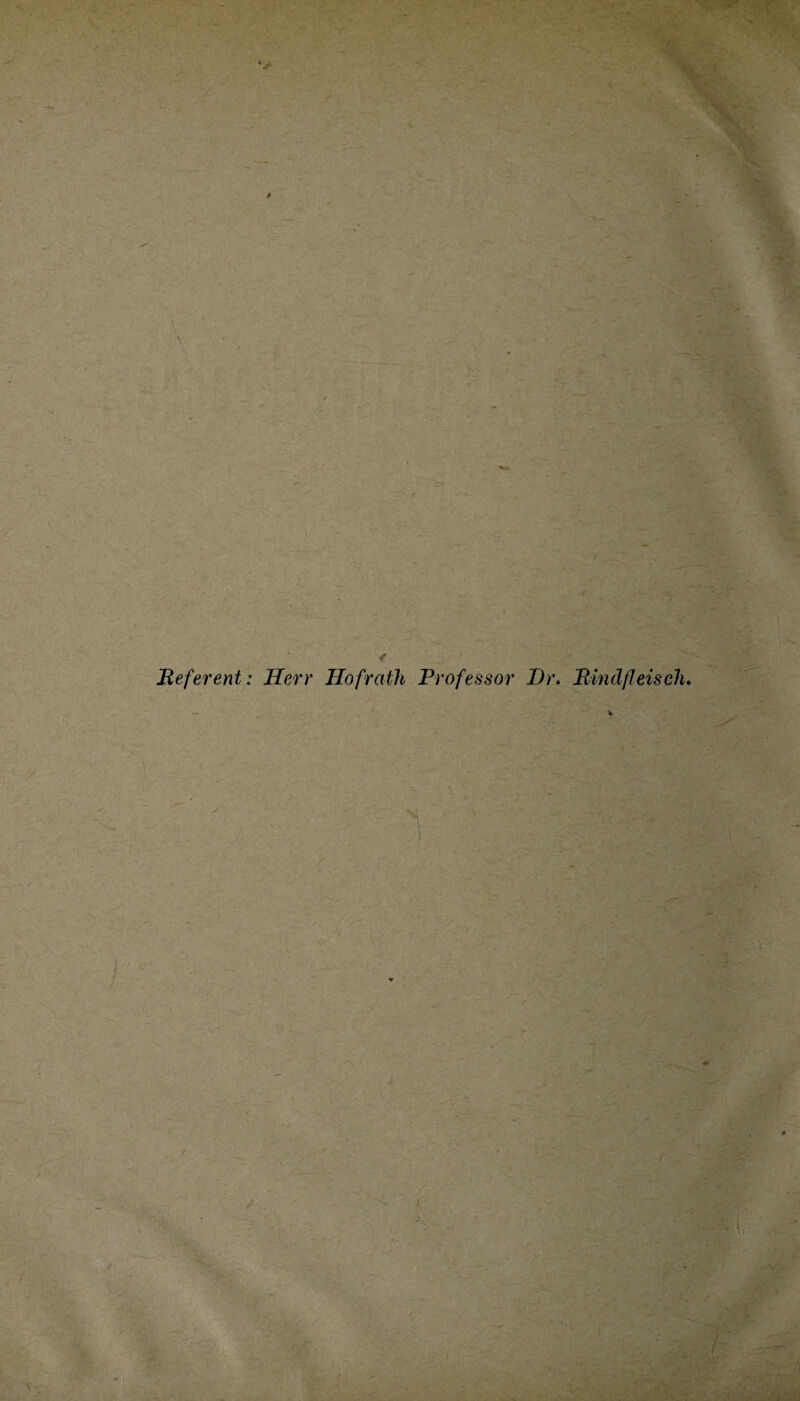 Referent: Herr Hofrath Professor Dr. Rindfleisch.